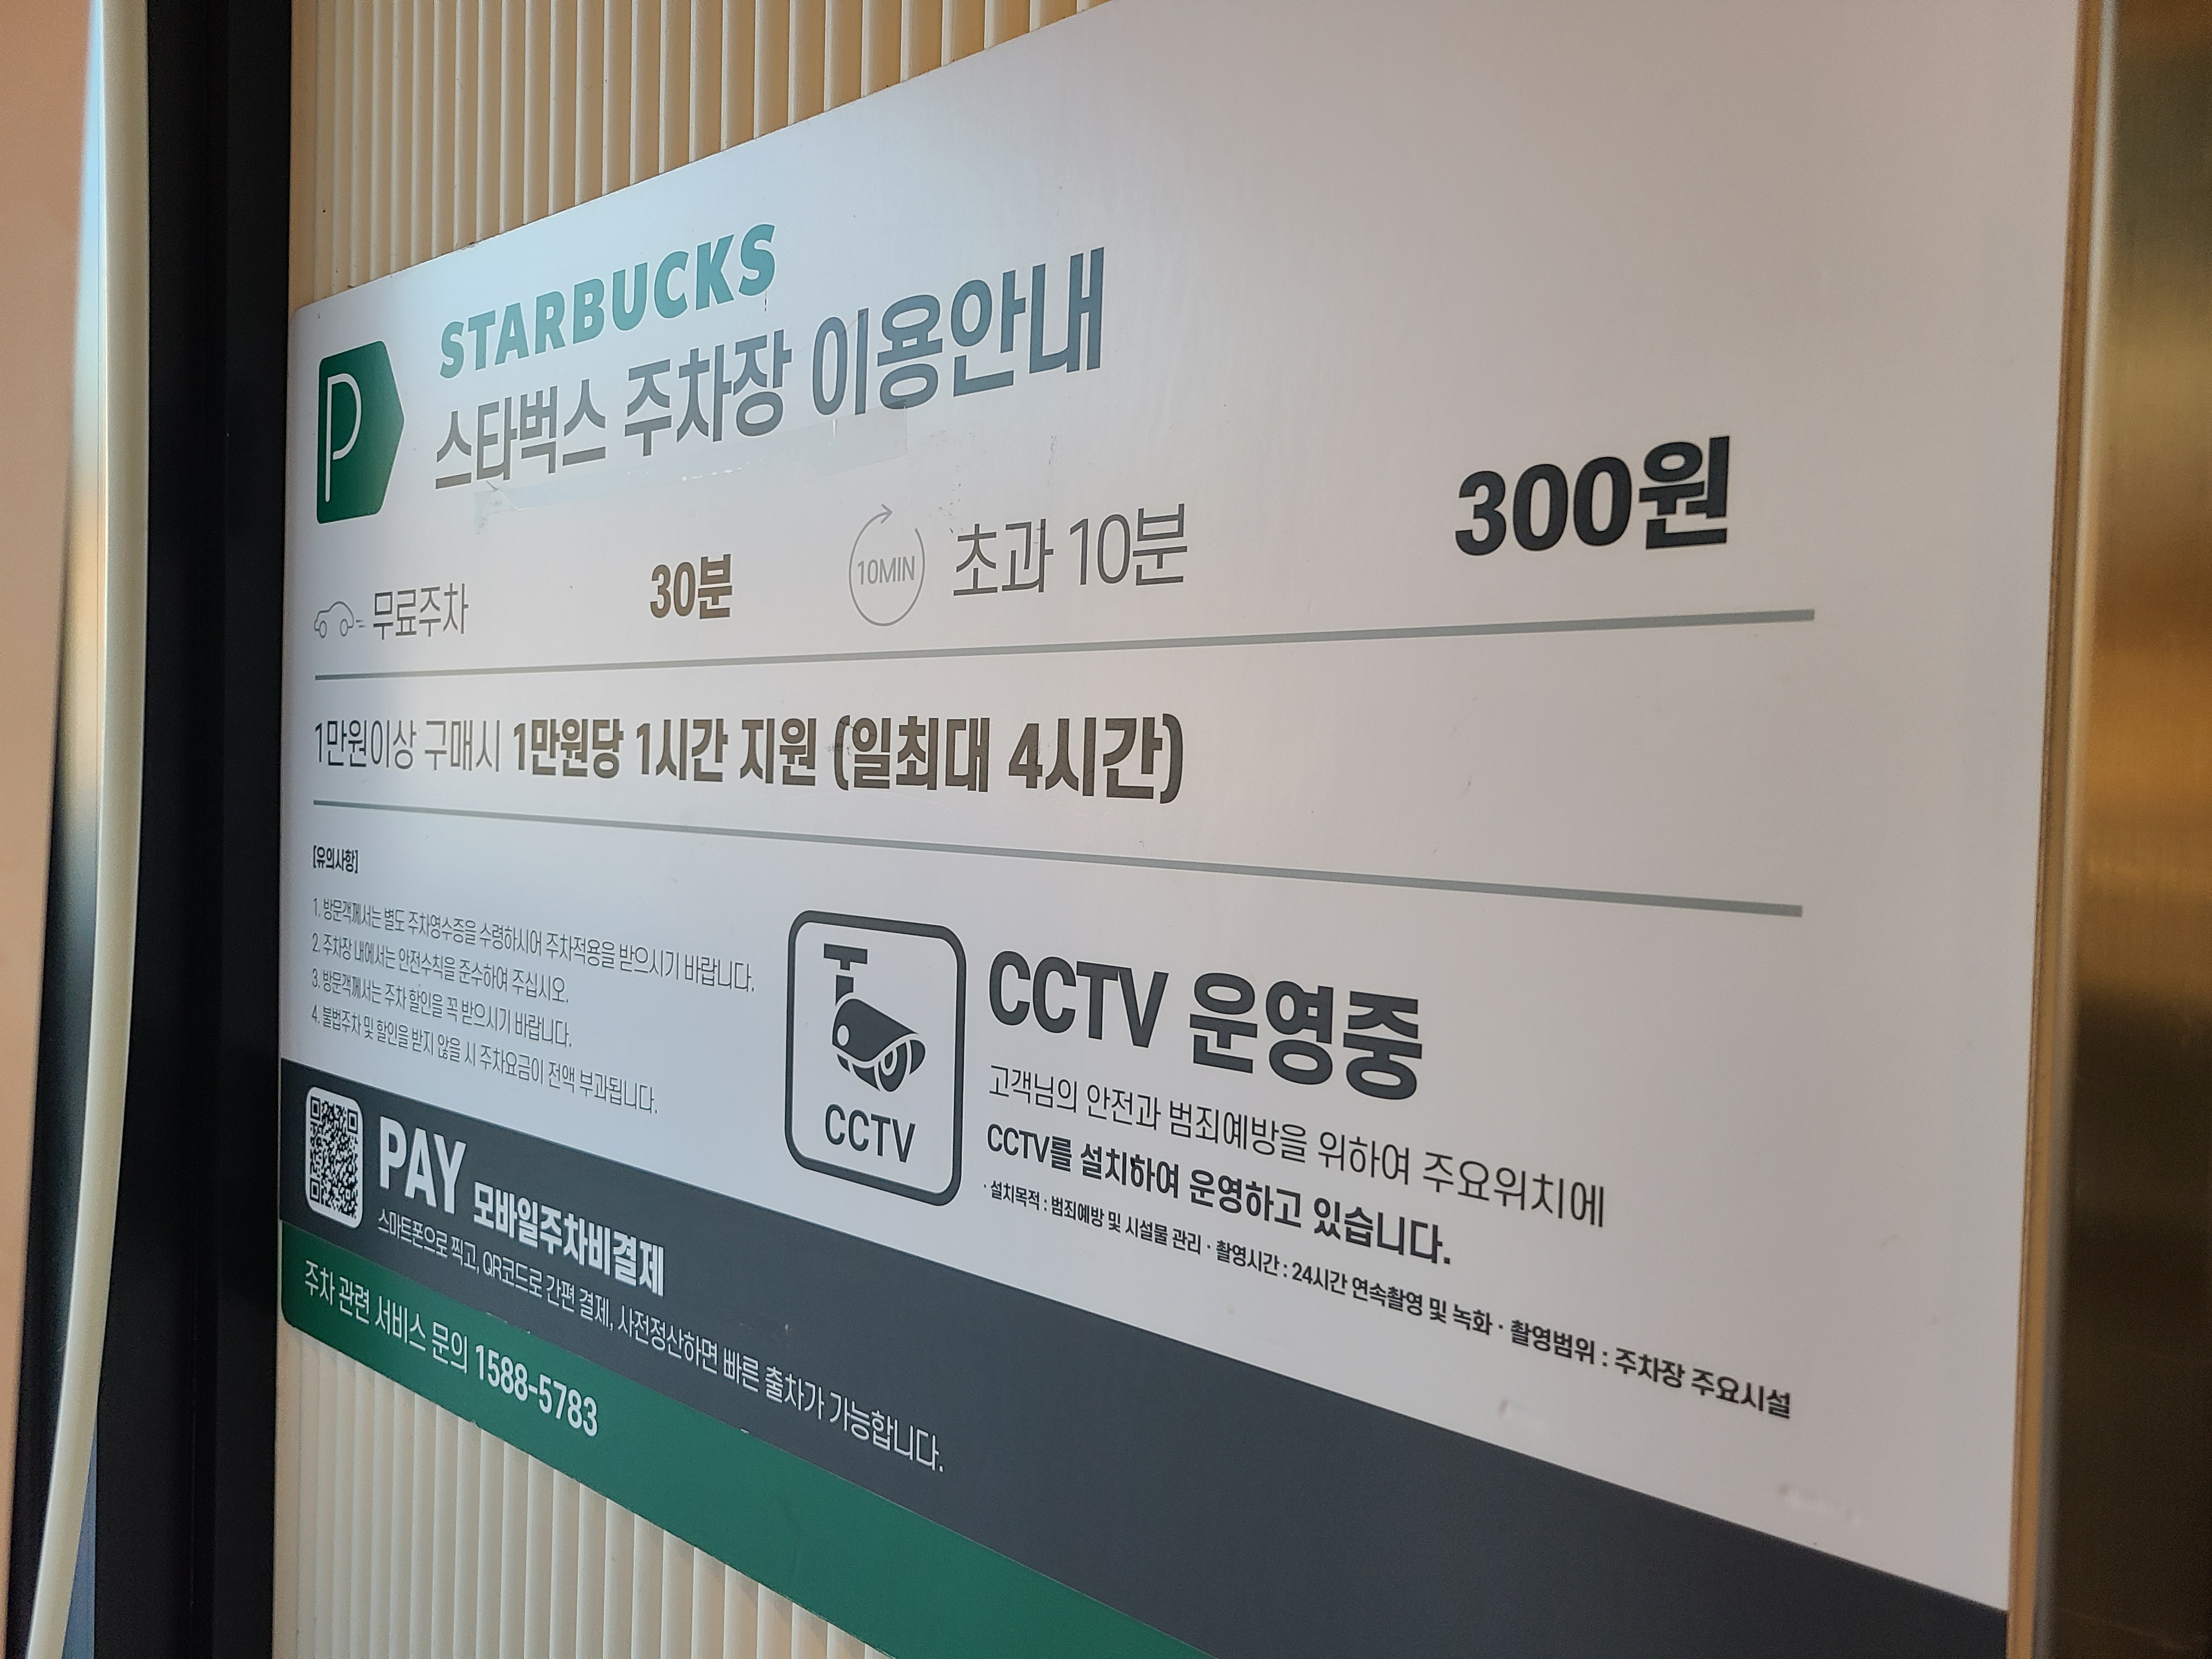 P
STARBUCKS
스타벅스 주차장 이용안내
무료주차 30분
10MIN 초과 10분 300원
1만원이상 구매시 1만원당 1시간 지원 (일최대 4시간)
[유의사항]
1. 방문객께서는 별도 주차영수증을 수령하시어 주차적용을 받으시기 바랍니다.
2. 주차장 내에서는 안전수칙을 준수하여 주십시오.
3. 방문객께서는 주차 할인을 꼭 받으시기 바랍니다.
4. 불법주차 및 할인을 받지 않을 시 주차요금이 전액 부과됩니다.
CCTV
CCTV 운영중
고객님의 안전과 범죄예방을 위하여 주요위치에
CCTV를 설치하여 운영하고 있습니다.
· 설치목적 : 범죄예방 및 시설물 관리 · 촬영시간 : 24시간 연속촬영 및 녹화 · 촬영범위 : 주차장 주요시설
PAY 모바일주차비결제
스마트폰으로 찍고, QR코드로 간편 결제, 사전정산하면 빠른 출차가 가능합니다.
주차 관련 서비스 문의 1588-5783